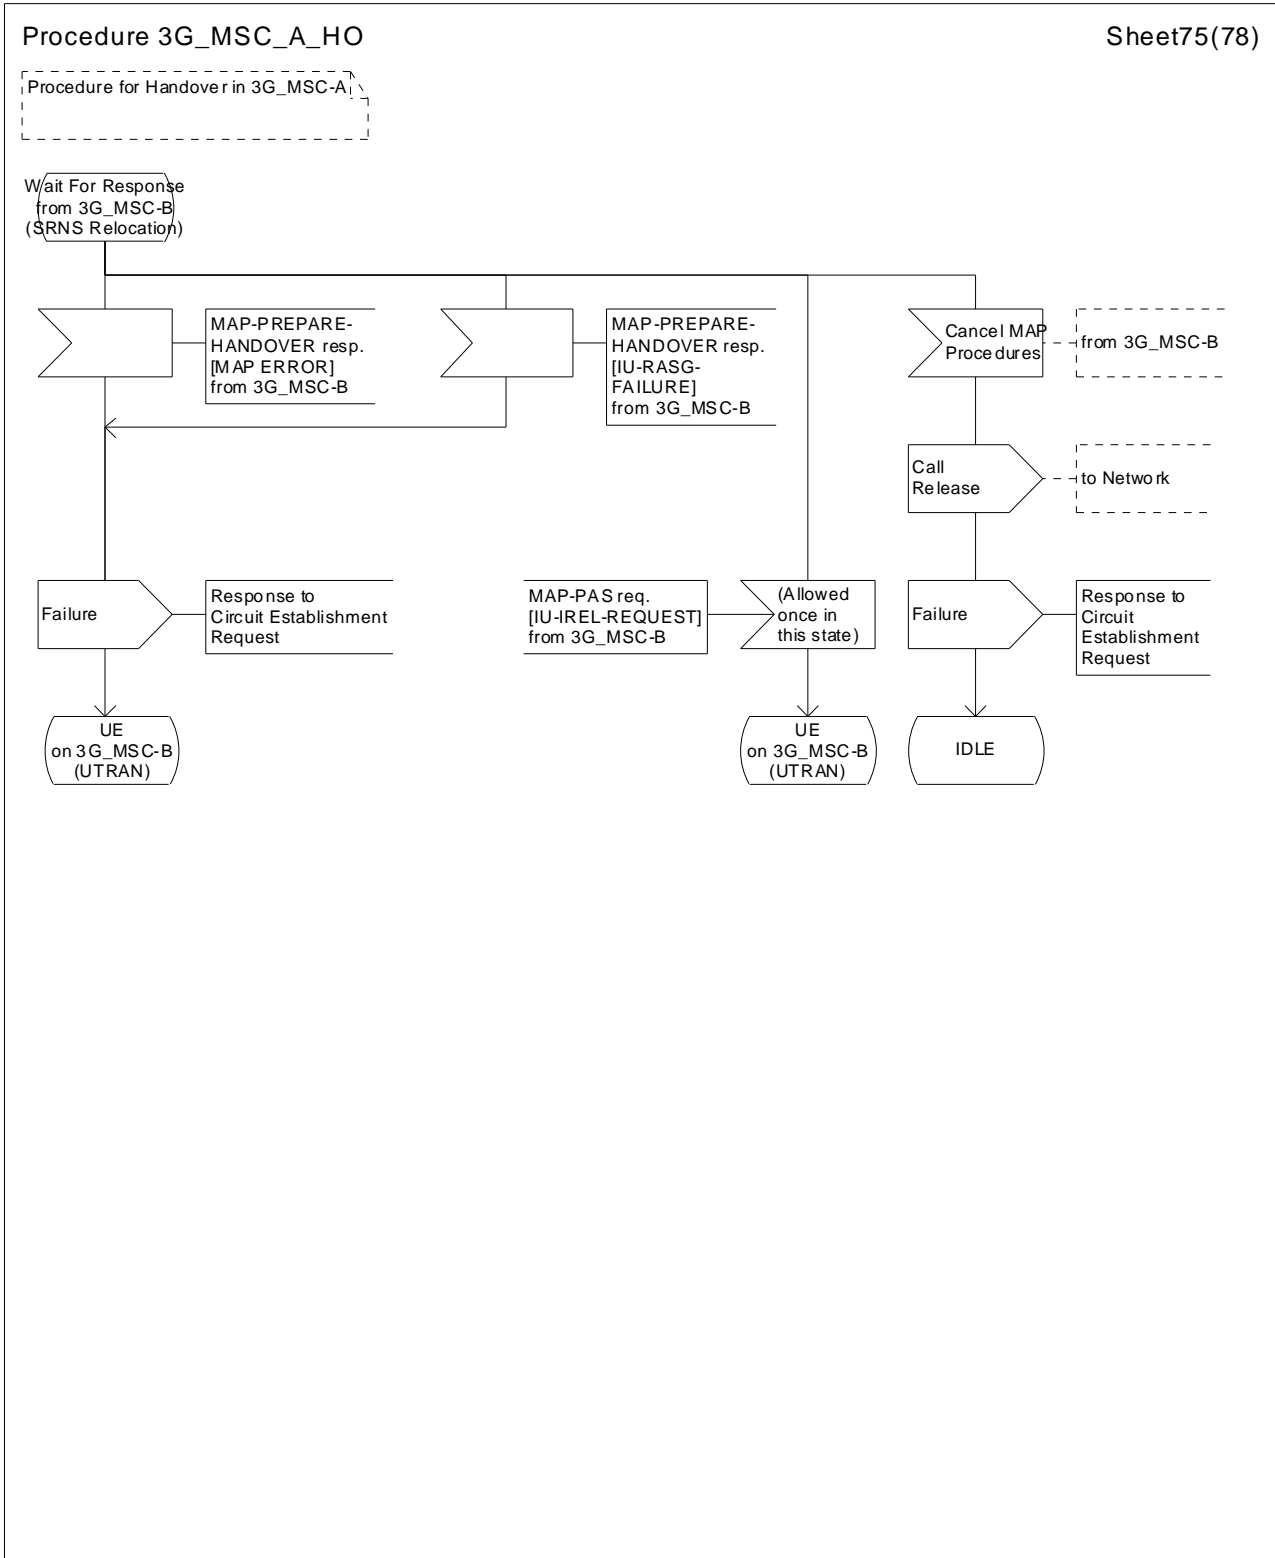 Procedure 3G_MSC_A_HO
Sheet75(78)
Procedure for Handover in 3G_MSC-A
Wait For Response
from 3G_MSC-B
(SRNS Relocation)
MAP-PREPARE-
HANDOVER resp.
[MAP ERROR]
from 3G_MSC-B
MAP-PREPARE-
HANDOVER resp.
[IU-RASG-
FAILURE]
from 3G_MSC-B
Cancel MAP
Procedures
from 3G_MSC-B
Call
Release
to Network
Failure
Response to
Circuit Establishment
Request
MAP-PAS req.
[IU-IREL-REQUEST]
from 3G_MSC-B
(Allowed
once in
this state)
Failure
Response to
Circuit
Establishment
Request
UE
on 3G_MSC-B
(UTRAN)
UE
on 3G_MSC-B
(UTRAN)
IDLE